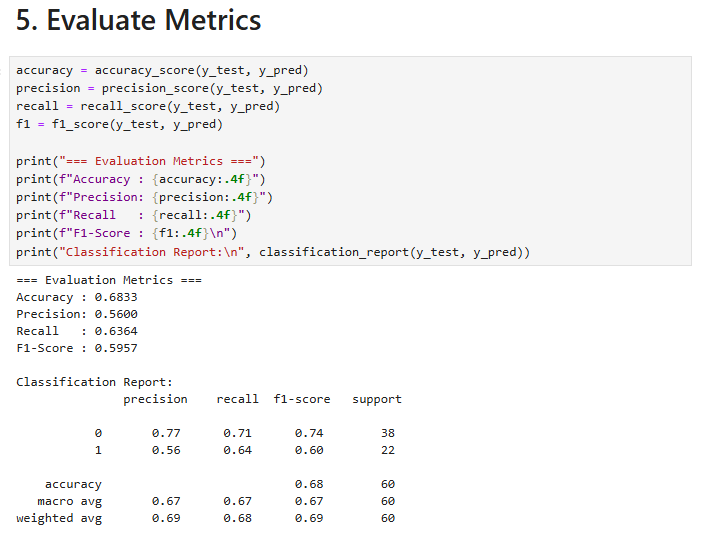 5. Evaluate Metrics
accuracy = accuracy_score(y_test, y_pred)
precision = precision_score(y_test, y_pred)
recall = recall_score(y_test, y_pred)
f1 = f1_score(y_test, y_pred)
print("=== Evaluation Metrics ===")
print(f"Accuracy : {accuracy:.4f}")
print(f"Precision: {precision:.4f}")
print(f"Recall   : {recall:.4f}")
print(f"F1-Score : {f1:.4f}\n")
print("Classification Report:\n", classification_report(y_test, y_pred))
=== Evaluation Metrics ===
Accuracy : 0.6833
Precision: 0.5600
Recall   : 0.6364
F1-Score : 0.5957
Classification Report:
precision    recall  f1-score   support
0       0.77      0.71      0.74        38
1       0.56      0.64      0.60        22
accuracy                           0.68        60
macro avg       0.67      0.67      0.67        60
weighted avg       0.69      0.68      0.69        60